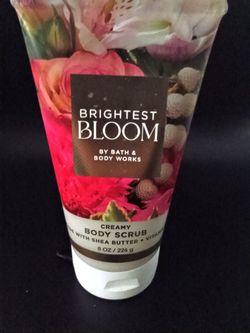 BRIGHTEST
BLOOM
BY BATH &
BODY WORKS
CREAMY
BODY SCRUB
WITH SHEA BUTTER +
8 OZ / 226 g